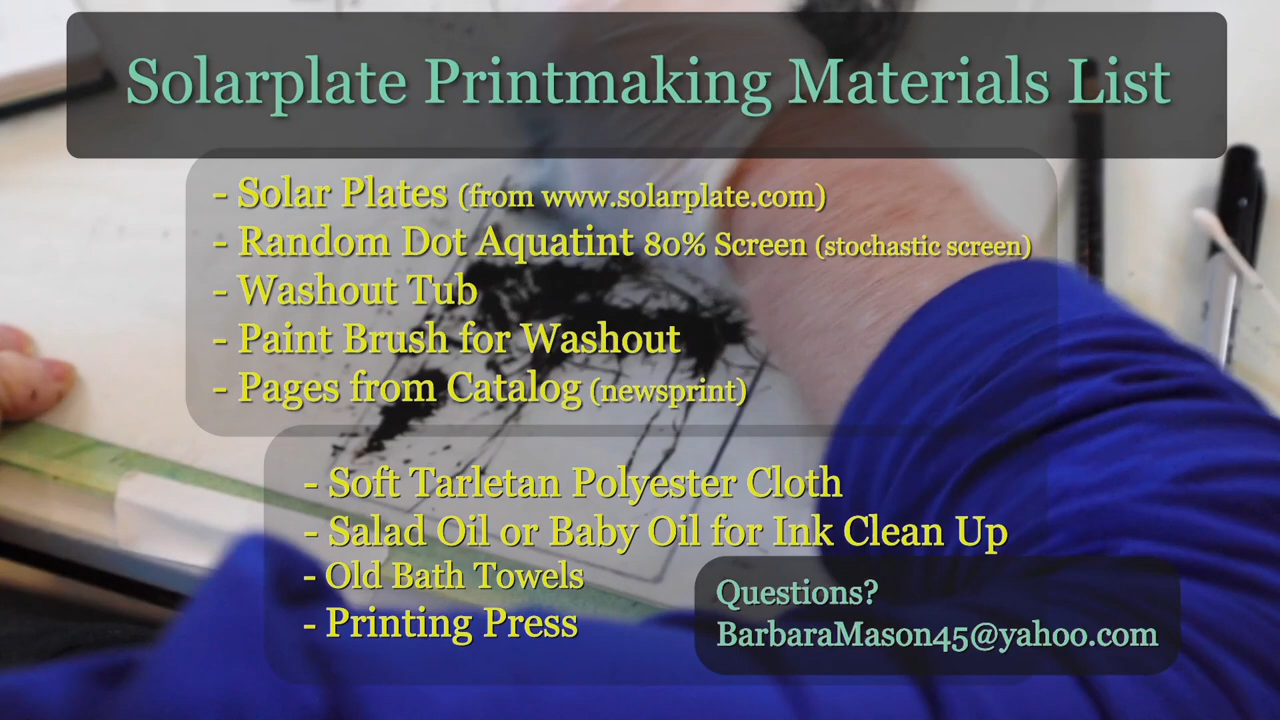 Solarplate Printmaking Materials List
- Solar Plates (from www.solarplate.com)
- Random Dot Aquatint 80% Screen (stochastic screen)
- Washout Tub
- Paint Brush for Washout
- Pages from Catalog (newsprint)
- Soft Tarletan Polyester Cloth
- Salad Oil or Baby Oil for Ink Clean Up
- Old Bath Towels
- Printing Press
Questions?
BarbaraMason45@yahoo.com